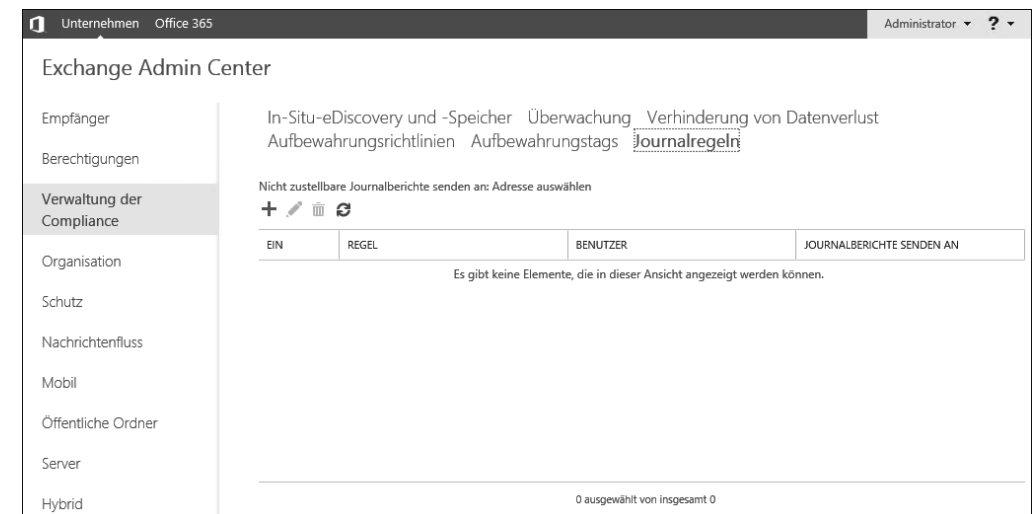 Unternehmen Office 365 Administrator ?
Exchange Admin Center
Empfänger
Berechtigungen
Verwaltung der
Compliance
Organisation
Schutz
Nachrichtenfluss
Mobil
Öffentliche Ordner
Server
Hybrid
In-Situ-eDiscovery und -Speicher Überwachung Verhinderung von Datenverlust
Aufbewahrungsrichtlinien Aufbewahrungstags Journalregeln
Nicht zustellbare Journalberichte senden an: Adresse auswählen
EIN REGEL BENUTZER JOURNALBERICHTE SENDEN AN
Es gibt keine Elemente, die in dieser Ansicht angezeigt werden können.
0 ausgewählt von insgesamt 0